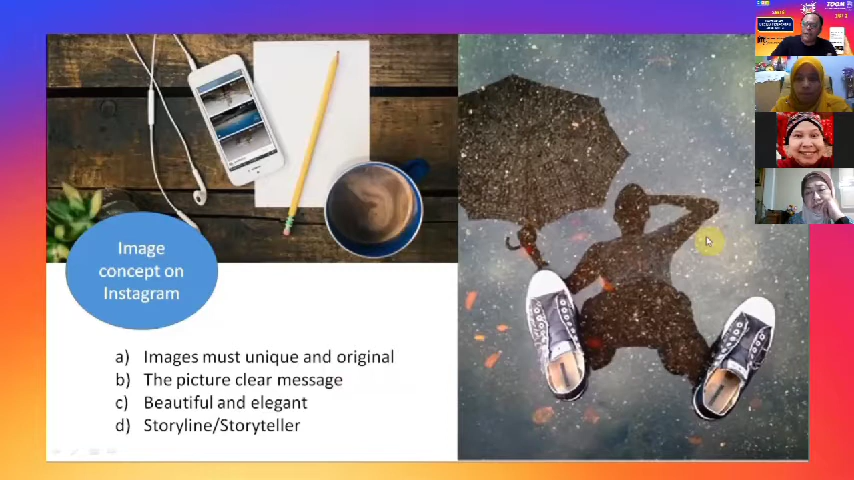 Image
concept on
Instagram
a) Images must unique and original
b) The picture clear message
c) Beautiful and elegant
d) Storyline/Storyteller